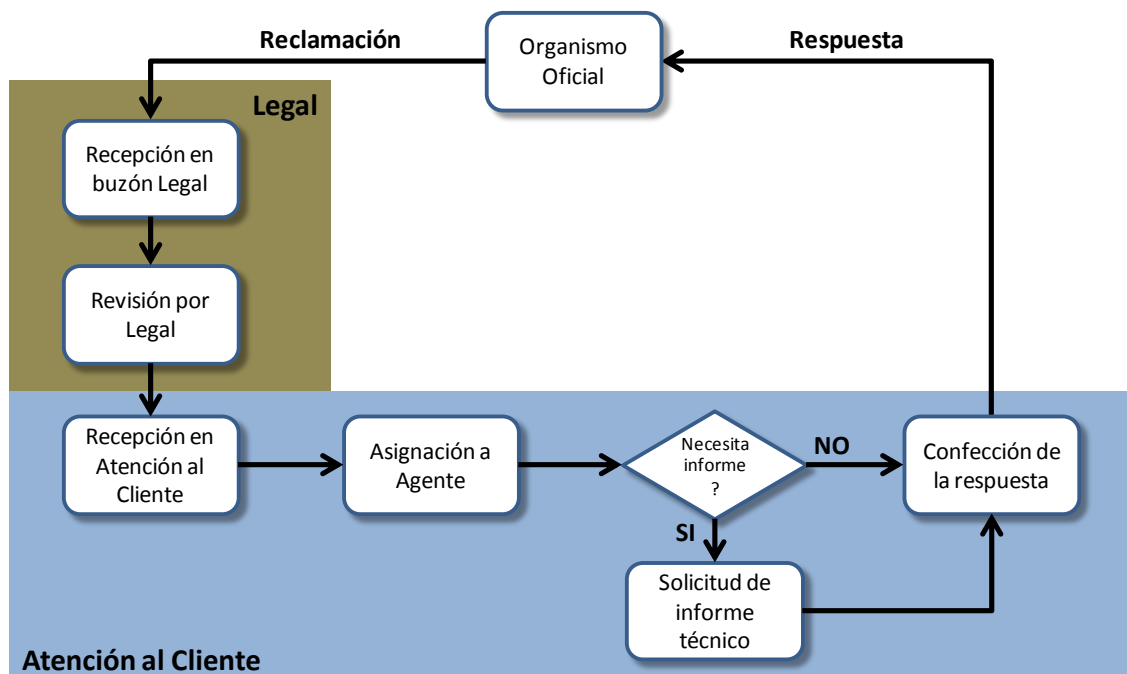 Reclamación
Organismo
Oficial
Respuesta
Legal
Recepción en
buzón Legal
Revisión por
Legal
Recepción en
Atención al
Cliente
Asignación a
Agente
Necesita
informe
?
NO
Confección de
la respuesta
SI
Solicitud de
informe
técnico
Atención al Cliente